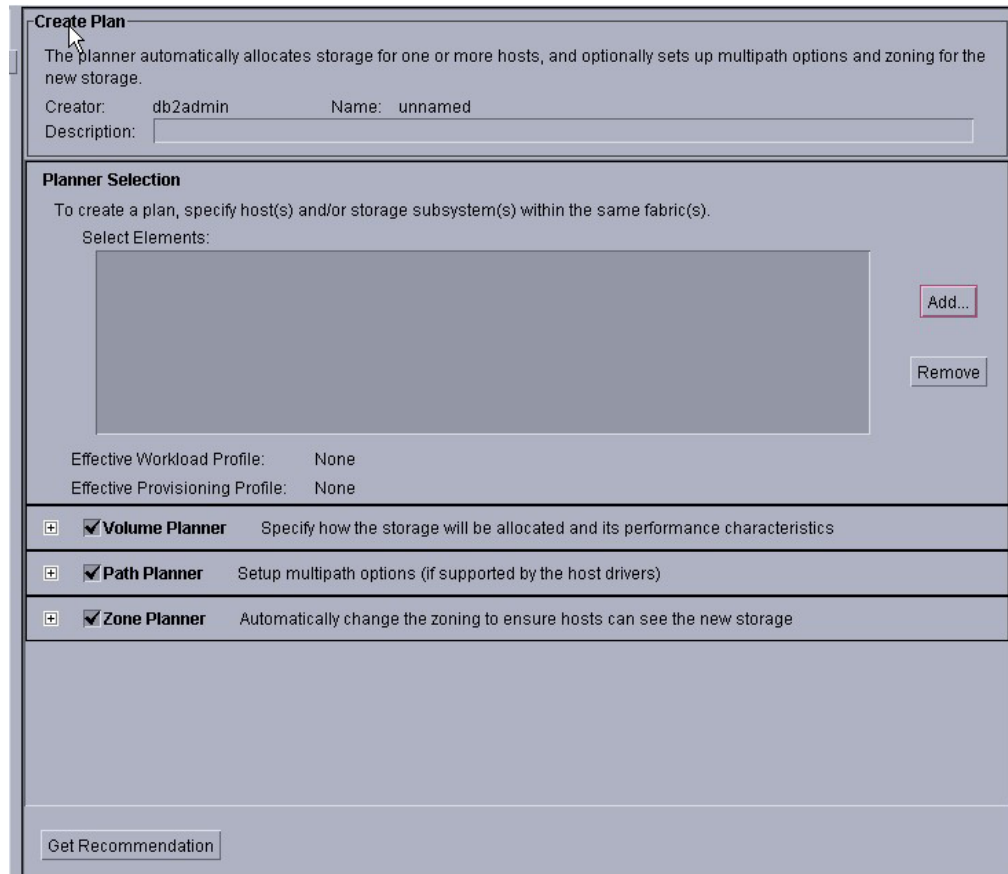 Create Plan
The planner automatically allocates storage for one or more hosts, and optionally sets up multipath options and zoning for the
new storage.
Creator: db2admin Name: unnamed
Description:
Planner Selection
To create a plan, specify host(s) and/or storage subsystem(s) within the same fabric(s).
Select Elements:
Add...
Remove
Effective Workload Profile: None
Effective Provisioning Profile: None
Volume Planner Specify how the storage will be allocated and its performance characteristics
Path Planner Setup multipath options (if supported by the host drivers)
Zone Planner Automatically change the zoning to ensure hosts can see the new storage
Get Recommendation